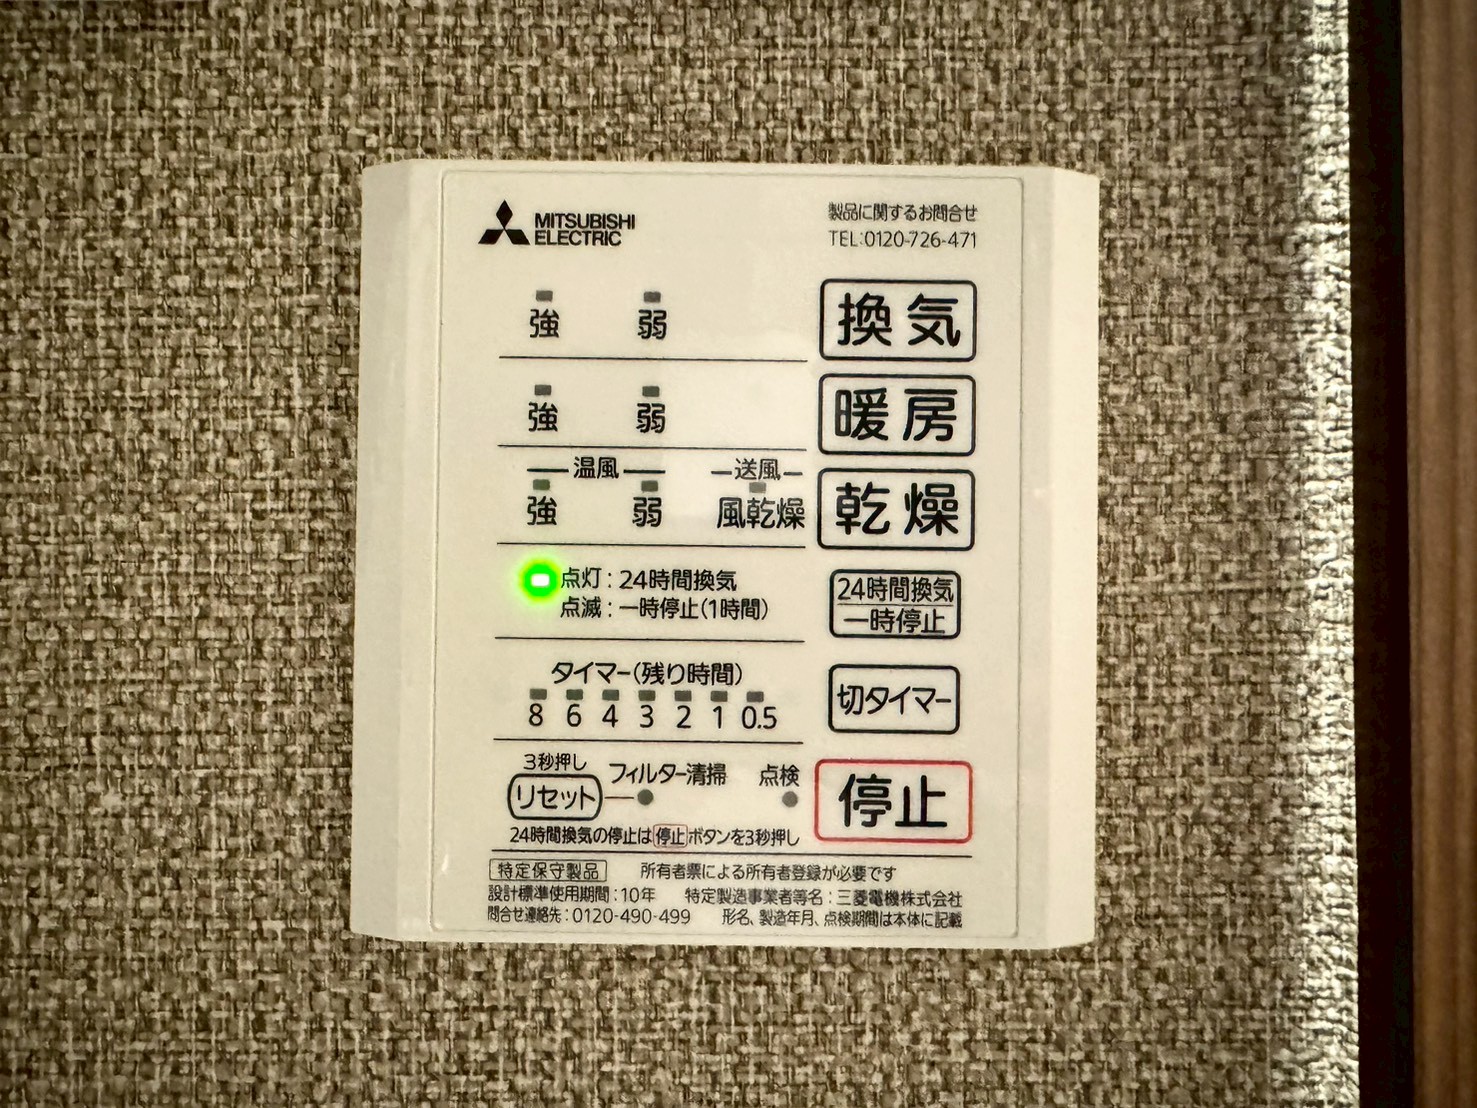 MITSUBISHI
ELECTRIC
製品に関するお問合せ
TEL:0120-726-471
強 弱 換気
強 弱 暖房
温風 送風
強 弱 風乾燥 乾燥
点灯:24時間換気
点滅:一時停止(1時間)
24時間換気
一時停止
タイマー(残り時間)
8 6 4 3 2 1 0.5
切タイマー
3秒押し
リセット フィルター清掃 点検
停止
24時間換気の停止は停止ボタンを3秒押し
特定保守製品 所有者票による所有者登録が必要です
設計標準使用期間:10年 特定製造事業者等名:三菱電機株式会社
問合せ連絡先:0120-490-499 形名、製造年月、点検期間は本体に記載